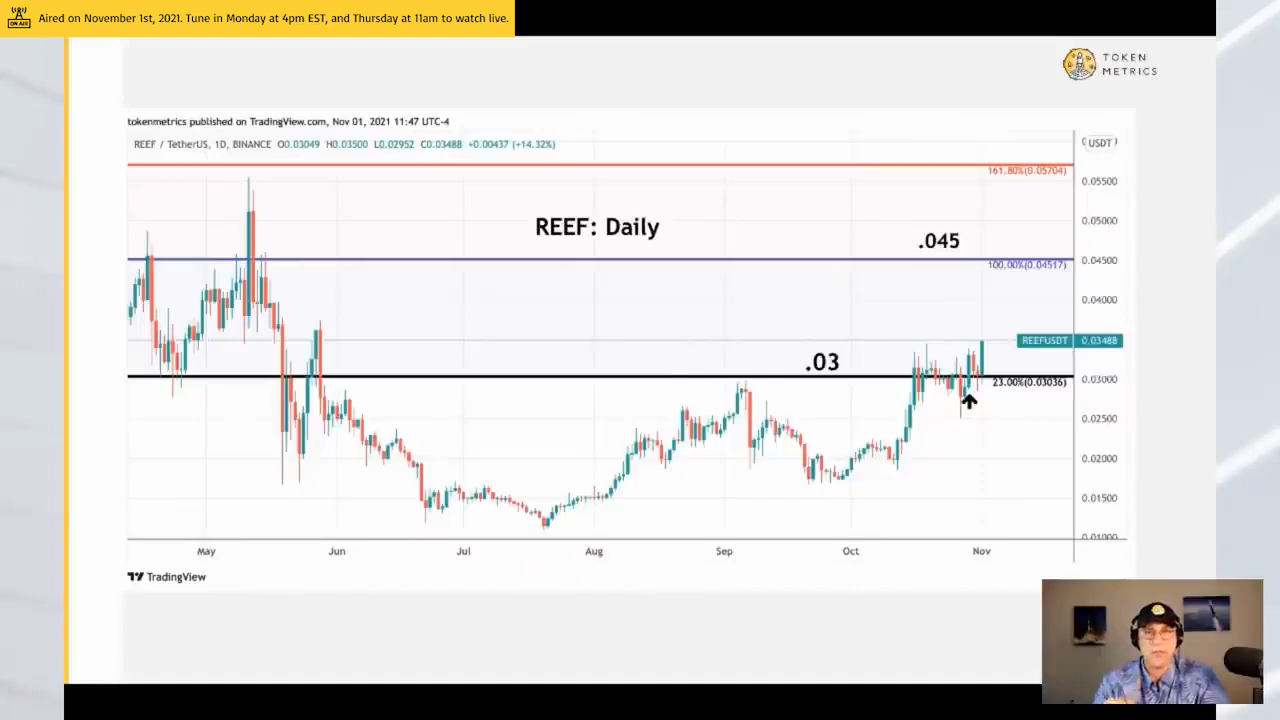 ON AIR
Aired on November 1st, 2021. Tune in Monday at 4pm EST, and Thursday at 11am to watch live.
TOKEN
METRICS
tokenmetrics published on TradingView.com, Nov 01, 2021 11:47 UTC-4
REEF / TetherUS, 1D, BINANCE O0.03049 H0.03500 L0.02952 C0.03488 +0.00437 (+14.32%)
USDT
161.80%(0.05704)
0.05500
REEF: Daily
0.05000
.045
100.00%(0.04517)
0.04500
0.04000
REEFUSDT 0.03488
.03
23.00%(0.03036)
0.03000
0.02500
0.02000
0.01500
0.01000
May Jun Jul Aug Sep Oct Nov
TradingView